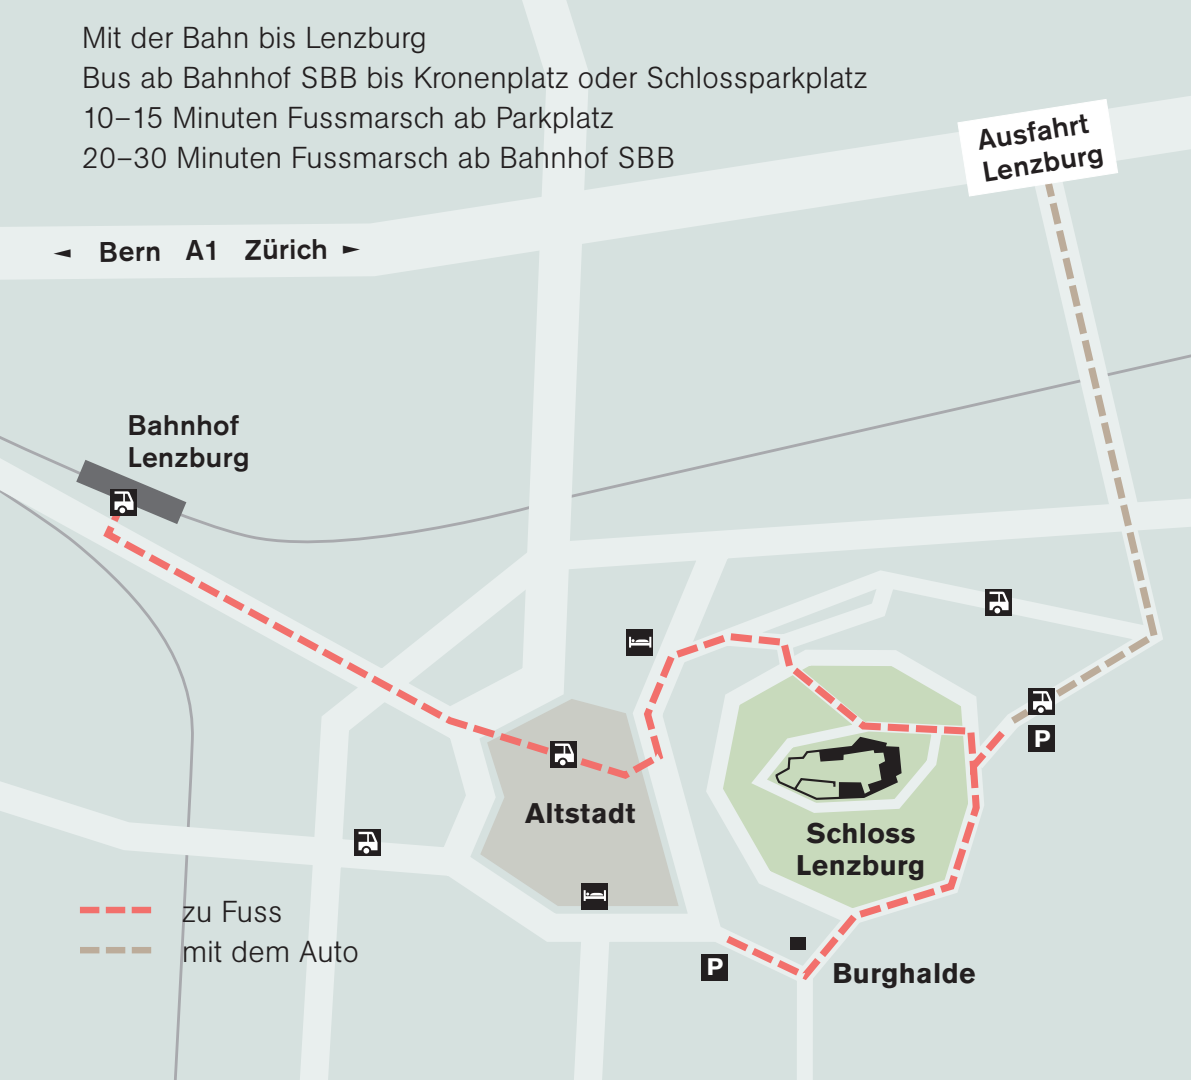 Mit der Bahn bis Lenzburg
Bus ab Bahnhof SBB bis Kronenplatz oder Schlossparkplatz
10–15 Minuten Fussmarsch ab Parkplatz
20–30 Minuten Fussmarsch ab Bahnhof SBB
Ausfahrt
Lenzburg
◄ Bern A1 Zürich ►
Bahnhof
Lenzburg
P
Altstadt
Schloss
Lenzburg
zu Fuss
mit dem Auto
P
Burghalde